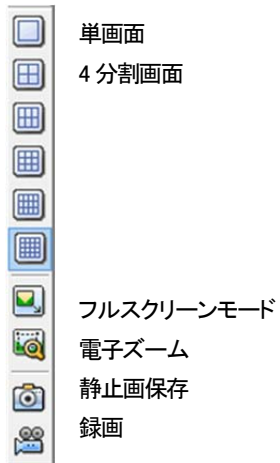 単画面
4 分割画面
フルスクリーンモード
電子ズーム
静止画保存
録画